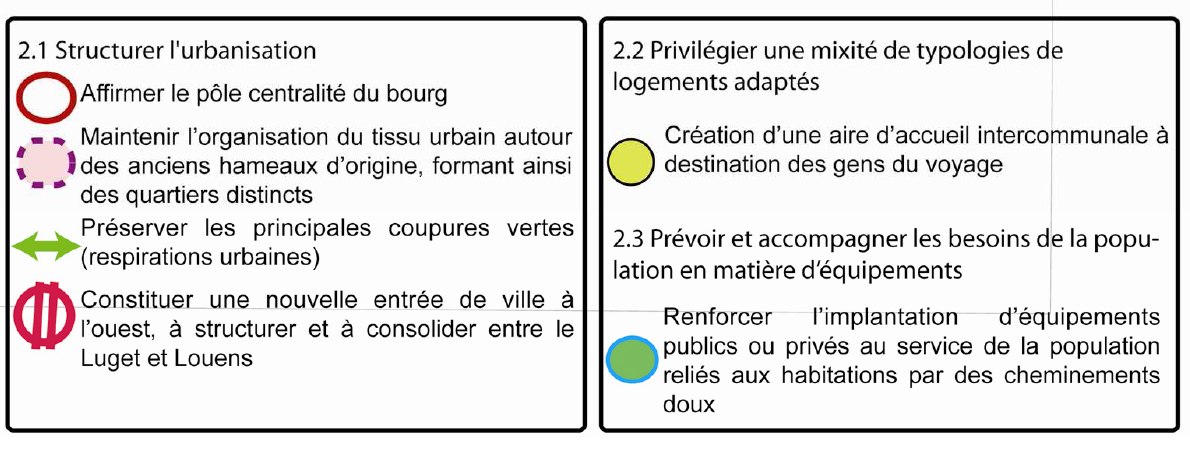 2.1 Structurer l'urbanisation
Affirmer le pôle centralité du bourg
Maintenir l’organisation du tissu urbain autour
des anciens hameaux d’origine, formant ainsi
des quartiers distincts
Préserver les principales coupures vertes
(respirations urbaines)
Constituer une nouvelle entrée de ville à
l’ouest, à structurer et à consolider entre le
Luget et Louens
2.2 Privilégier une mixité de typologies de
logements adaptés
Création d’une aire d’accueil intercommunale à
destination des gens du voyage
2.3 Prévoir et accompagner les besoins de la popu-
lation en matière d’équipements
Renforcer l’implantation d’équipements
publics ou privés au service de la population
reliés aux habitations par des cheminements
doux